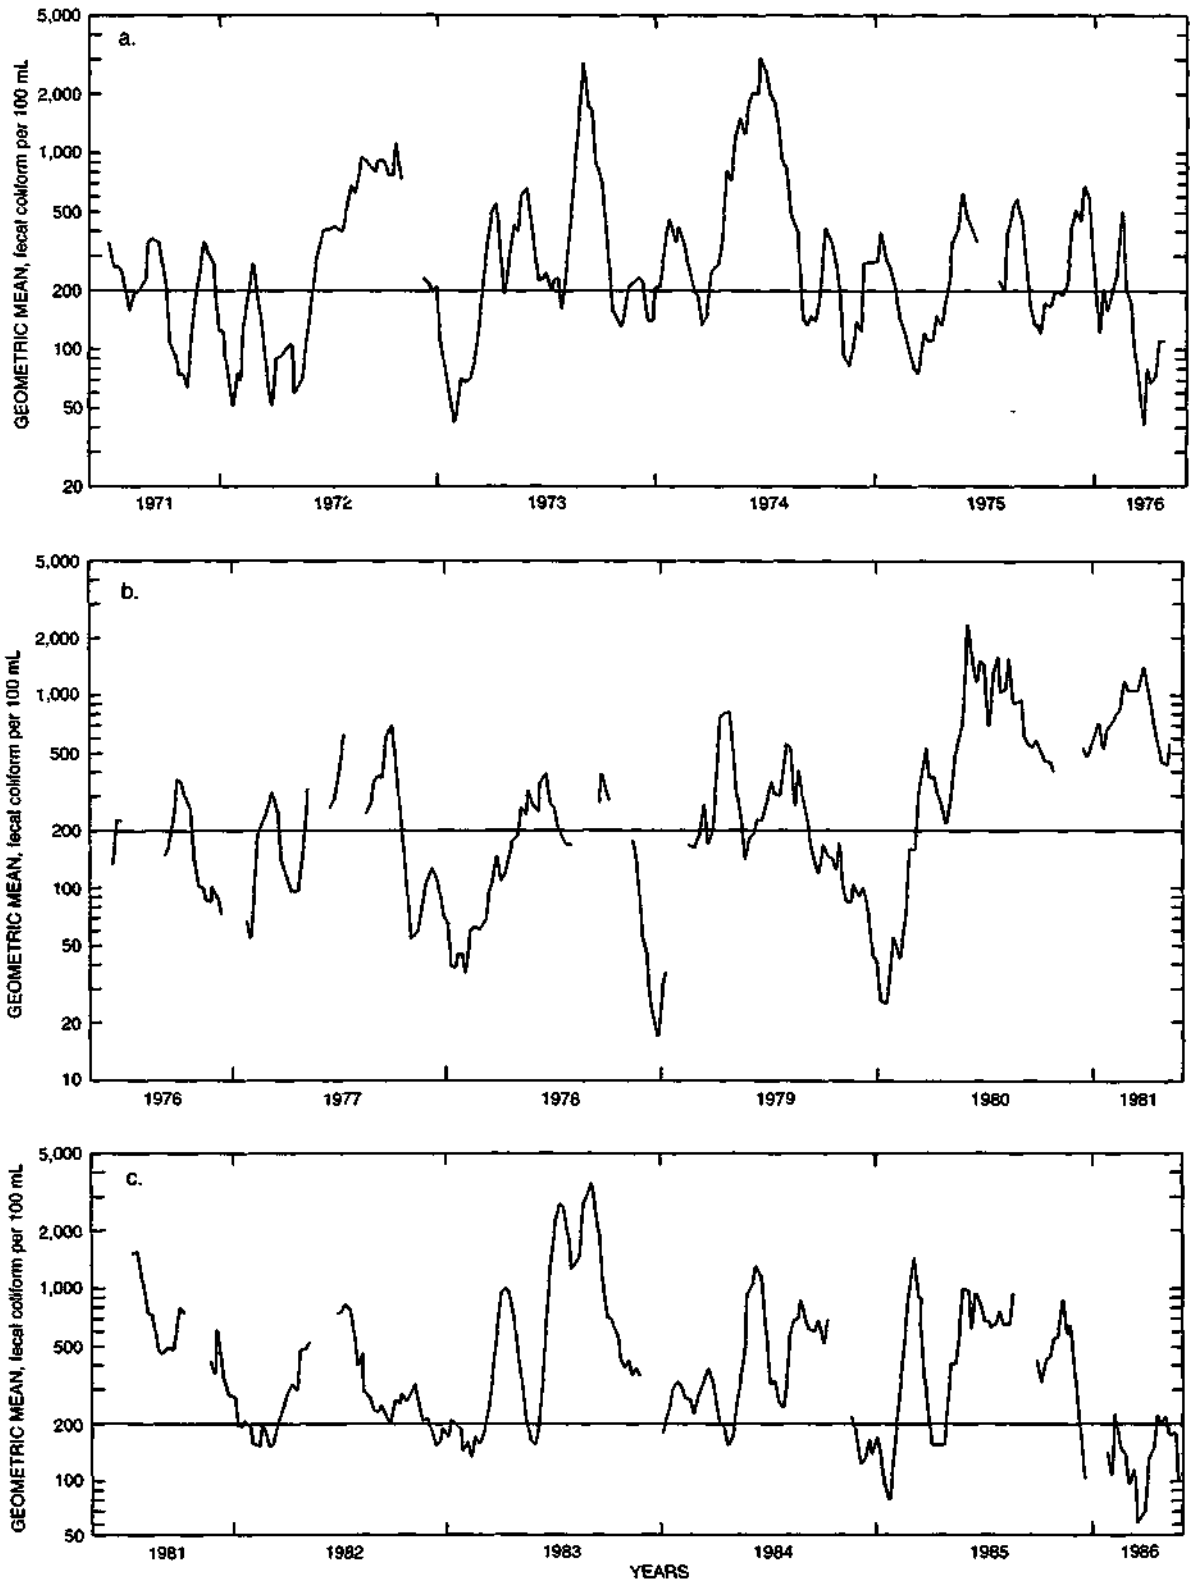 a.
GEOMETRIC MEAN, fecal coliform per 100 mL
5,000
2,000
1,000
500
200
100
50
20
1971 1972 1973 1974 1975 1976
b.
GEOMETRIC MEAN, fecal coliform per 100 mL
5,000
2,000
1,000
500
200
100
50
20
10
1976 1977 1978 1979 1980 1981
c.
GEOMETRIC MEAN, fecal coliform per 100 mL
5,000
2,000
1,000
500
200
100
50
1981 1982 1983 1984 1985 1986
YEARS